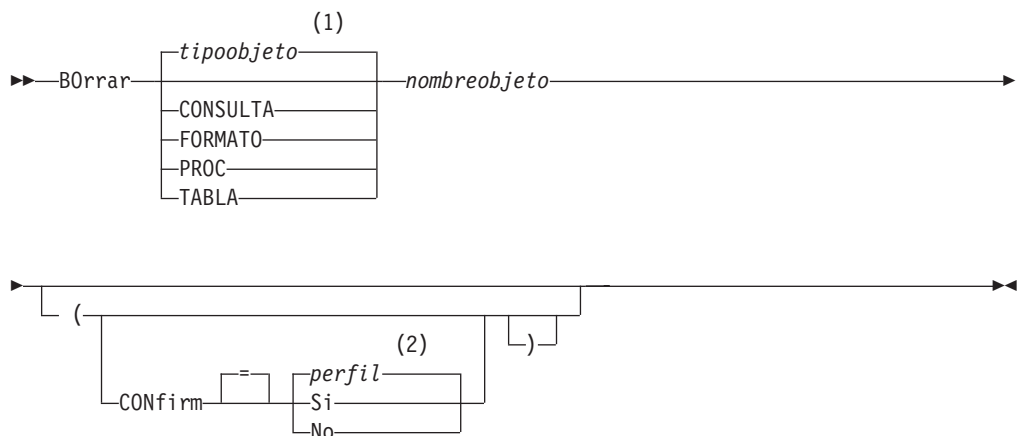 (1)
tipoobjeto
BOrrar nombreobjeto
CONSULTA
FORMATO
PROC
TABLA
(
(2)
)
perfil
=
CONfirm Si
No